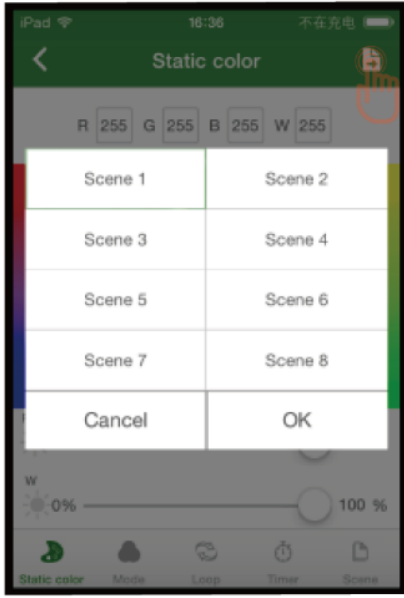 iPad 16:36 不在充电
Static color
R 255 G 255 B 255 W 255
Scene 1 Scene 2
Scene 3 Scene 4
Scene 5 Scene 6
Scene 7 Scene 8
Cancel OK
W
0% 100 %
Static color Mode Loop Timer Scene